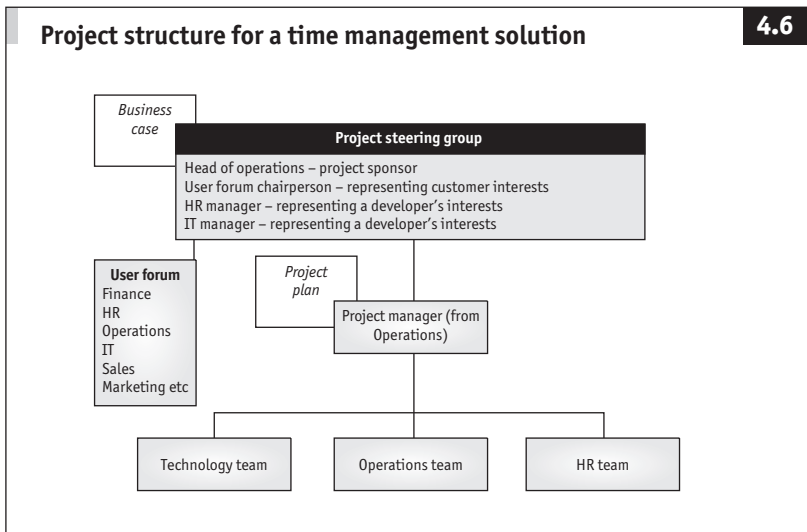 Project structure for a time management solution
4.6
Business
case
Project steering group
Head of operations – project sponsor
User forum chairperson – representing customer interests
HR manager – representing a developer’s interests
IT manager – representing a developer’s interests
User forum
Finance
HR
Operations
IT
Sales
Marketing etc
Project
plan
Project manager (from
Operations)
Technology team
Operations team
HR team